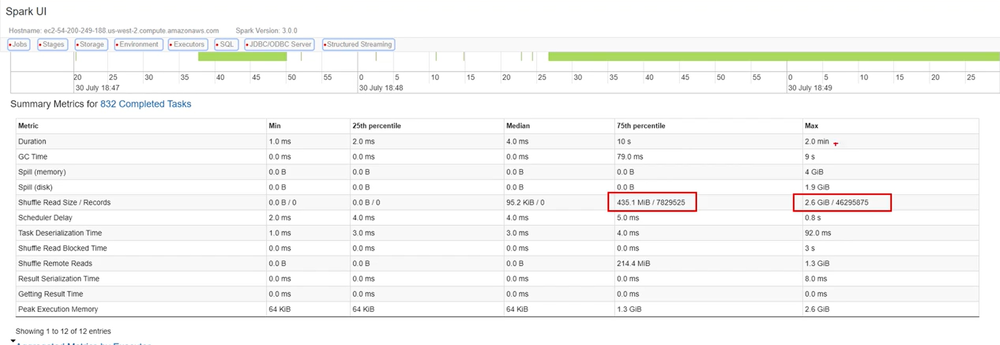 Spark UI
Hostname: ec2-54-200-249-188.us-west-2.compute.amazonaws.com Spark Version: 3.0.0
Jobs Stages Storage Environment Executors SQL JDBC/ODBC Server Structured Streaming
20 25 30 35 40 45 50 55 0 5 10 15 20 25 30 35 40 45 50 55 0 5 10 15 20 25
30 July 18:47 30 July 18:48 30 July 18:49
Summary Metrics for 832 Completed Tasks
Metric Min 25th percentile Median 75th percentile Max
Duration 1.0 ms 2.0 ms 4.0 ms 10 s 2.0 min
GC Time 0.0 ms 0.0 ms 0.0 ms 79.0 ms 9 s
Spill (memory) 0.0 B 0.0 B 0.0 B 0.0 B 4 GiB
Spill (disk) 0.0 B 0.0 B 0.0 B 0.0 B 1.9 GiB
Shuffle Read Size / Records 0.0 B / 0 0.0 B / 0 95.2 KiB / 0 435.1 MiB / 7829525 2.6 GiB / 46295875
Scheduler Delay 2.0 ms 4.0 ms 4.0 ms 5.0 ms 0.8 s
Task Deserialization Time 1.0 ms 3.0 ms 3.0 ms 4.0 ms 92.0 ms
Shuffle Read Blocked Time 0.0 ms 0.0 ms 0.0 ms 0.0 ms 3 s
Shuffle Remote Reads 0.0 B 0.0 B 0.0 B 214.4 MiB 1.3 GiB
Result Serialization Time 0.0 ms 0.0 ms 0.0 ms 0.0 ms 8.0 ms
Getting Result Time 0.0 ms 0.0 ms 0.0 ms 0.0 ms 0.0 ms
Peak Execution Memory 64 KiB 64 KiB 64 KiB 1.3 GiB 2.6 GiB
Showing 1 to 12 of 12 entries
Aggregated Metrics by Executor